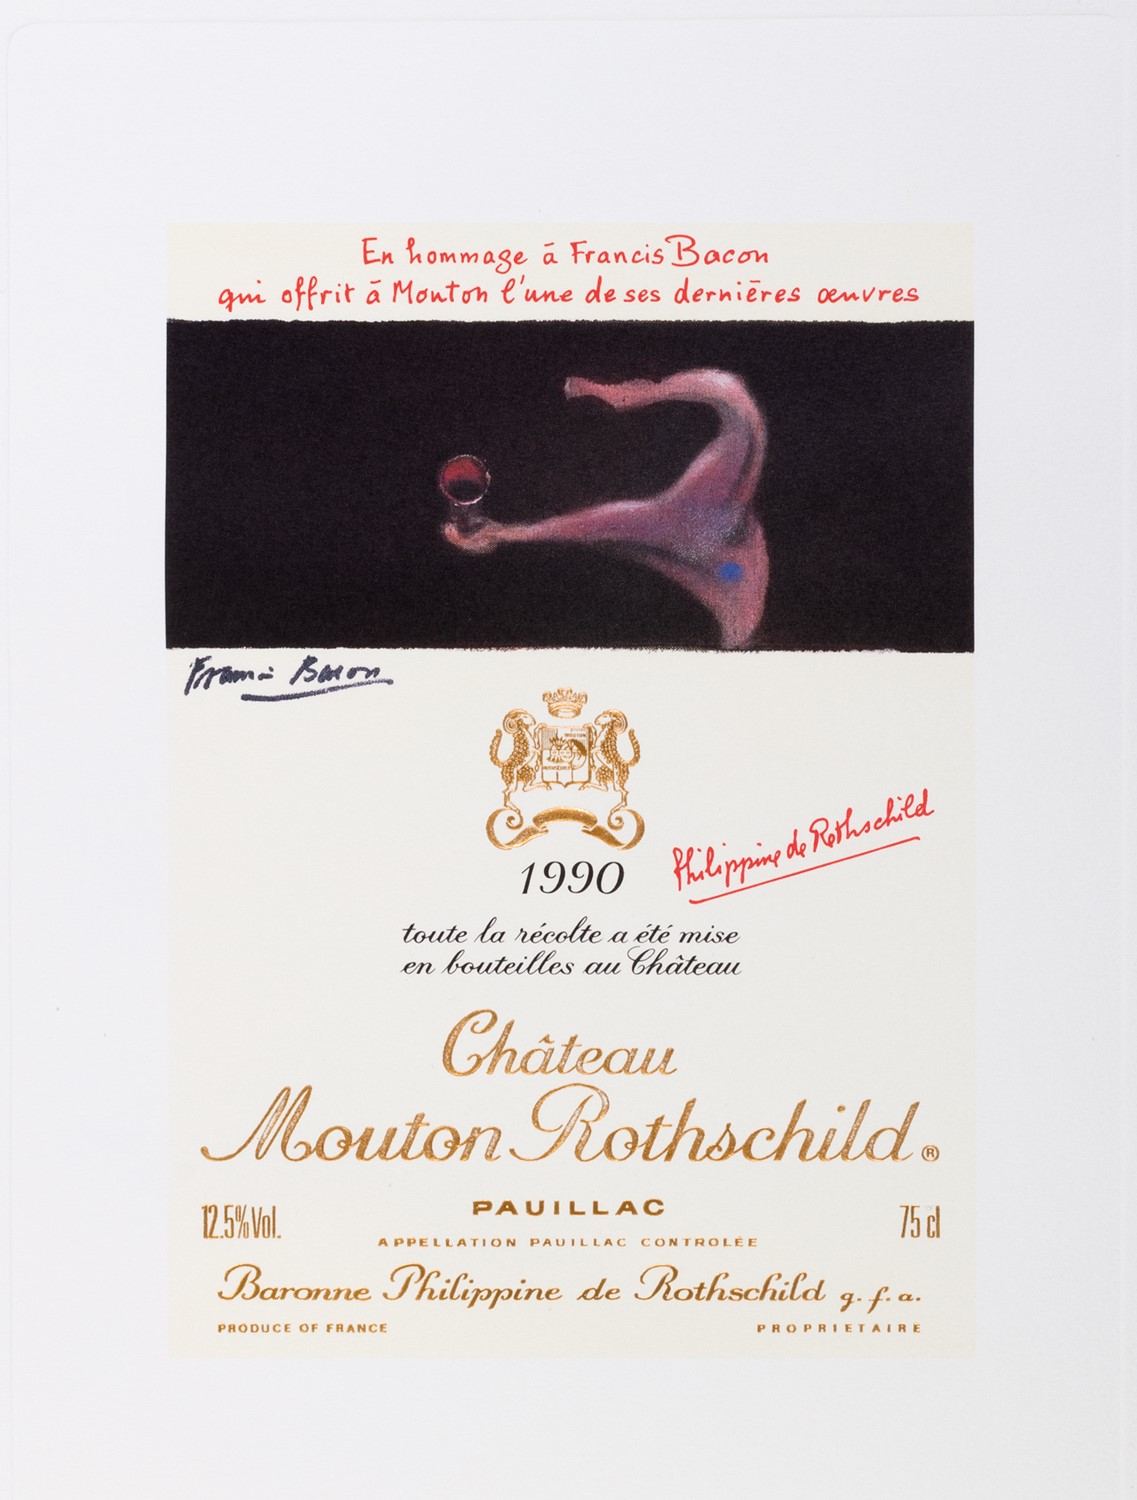 En hommage à Francis Bacon
qui offrit à Mouton l'une de ses dernières œuvres
Francis Bacon
1990
Philippine de Rothschild
toute la récolte a été mise
en bouteilles au Château
Château
Mouton Rothschild ®
PAUILLAC
12.5% Vol.
75 cl
APPELLATION PAUILLAC CONTROLÉE
Baronne Philippine de Rothschild g. f. a.
PRODUCE OF FRANCE
PROPRIETAIRE